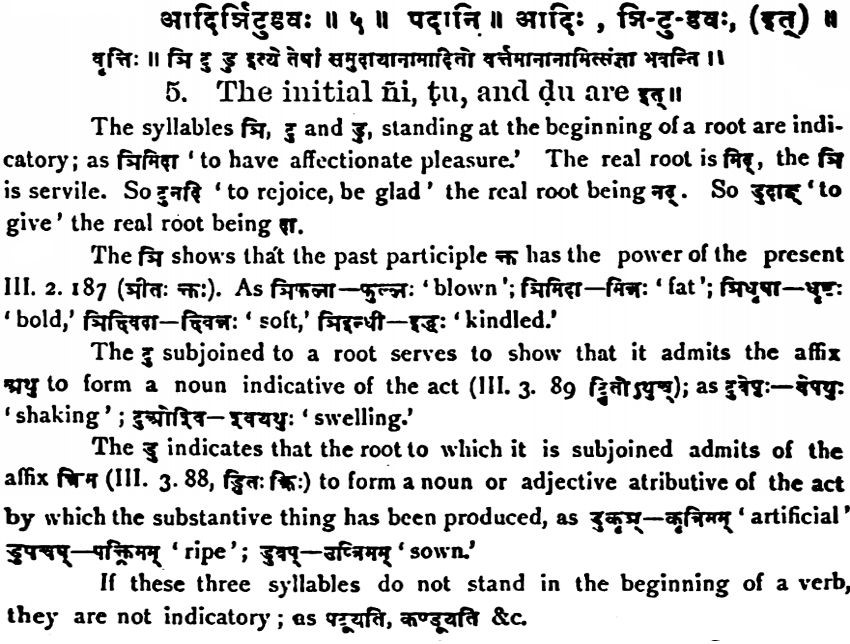 आदिर्ञिटुडवः ॥ ५ ॥ पदानि ॥ आदिः , ञि-टु-डवः, (इत्) ॥
वृत्तिः ॥ ञि टु डु इत्ये तेषां समुदायानामादितो वर्त्तमानानामित्संज्ञा भवन्ति ॥
5. The initial ñi, ṭu, and ḍu are इत् ॥
The syllables ञि, टु and डु, standing at the beginning of a root are indi-
catory; as ञिमिदा 'to have affectionate pleasure.' The real root is मिद्, the ञि
is servile. So टुनदि 'to rejoice, be glad' the real root being नद्. So डुदाञ् 'to
give' the real root being दा.
The ञि shows that the past participle क्त has the power of the present
III. 2. 187 (ञीतः क्तः). As ञिफला—फुल्लः 'blown'; ञिमिदा—मिन्नः 'fat'; ञिधृषा—धृष्टः
'bold,' ञिक्ष्विदा—क्ष्विन्नः 'soft,' ञिइन्धी—इद्धः 'kindled.'
The टु subjoined to a root serves to show that it admits the affix
अथु to form a noun indicative of the act (III. 3. 89 ट्वितोऽथुच्); as टुवेपृः—वेपथुः
'shaking'; टुओश्वि—श्वयथुः 'swelling.'
The डु indicates that the root to which it is subjoined admits of the
affix त्रिम (III. 3. 88, ड्वितः क्त्रिः) to form a noun or adjective atributive of the act
by which the substantive thing has been produced, as डुकृञ्—कृत्रिमम् 'artificial'
डुपचष्—पक्त्रिमम् 'ripe'; डुवप्—उप्त्रिमम् 'sown.'
If these three syllables do not stand in the beginning of a verb,
they are not indicatory; as पटूयति, कण्डूयति &c.